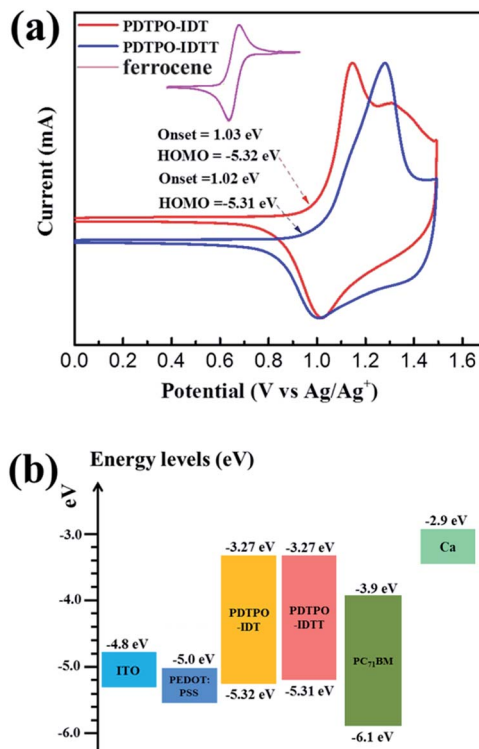 (a)
PDTPO-IDT
PDTPO-IDTT
ferrocene
Onset = 1.03 eV
HOMO = -5.32 eV
Onset =1.02 eV
HOMO =-5.31 eV
Current (mA)
0.0 0.2 0.4 0.6 0.8 1.0 1.2 1.4 1.6
Potential (V vs Ag/Ag+)
(b)
Energy levels (eV)
eV
-3.0
-4.0
-5.0
-6.0
-2.9 eV
Ca
-3.27 eV
-3.27 eV
-3.9 eV
PDTPO
-IDT
PDTPO
-IDTT
-4.8 eV
-5.0 eV
ITO
PEDOT:
PSS
PC71BM
-5.32 eV
-5.31 eV
-6.1 eV